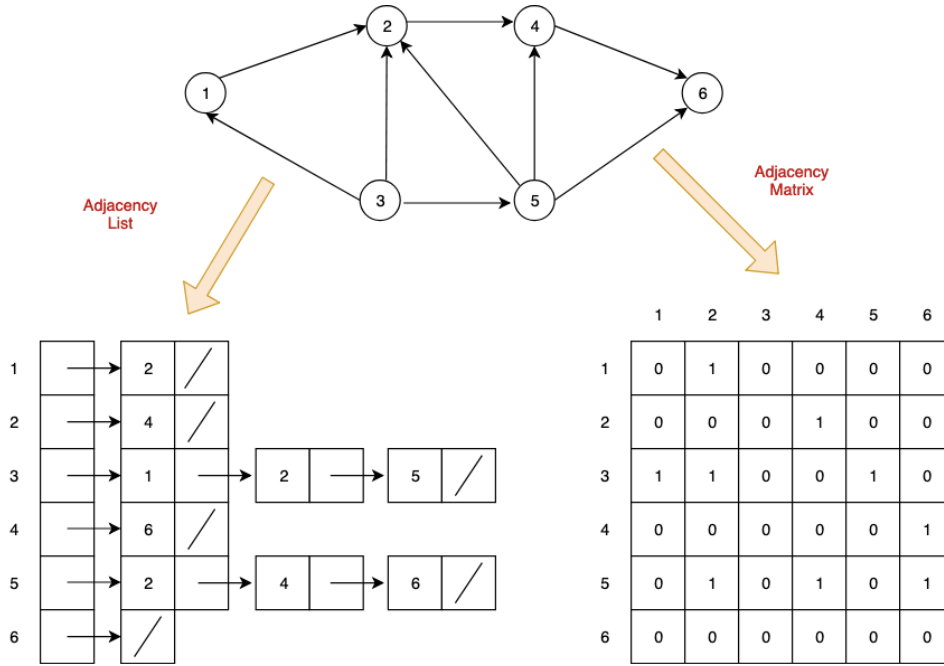 2 4
1 6
3 5
Adjacency
List
Adjacency
Matrix
1 2 3 4 5 6
1 2
2 4
3 1 2 5
4 6
5 2 4 6
6
1 0 1 0 0 0 0
2 0 0 0 1 0 0
3 1 1 0 0 1 0
4 0 0 0 0 0 1
5 0 1 0 1 0 1
6 0 0 0 0 0 0